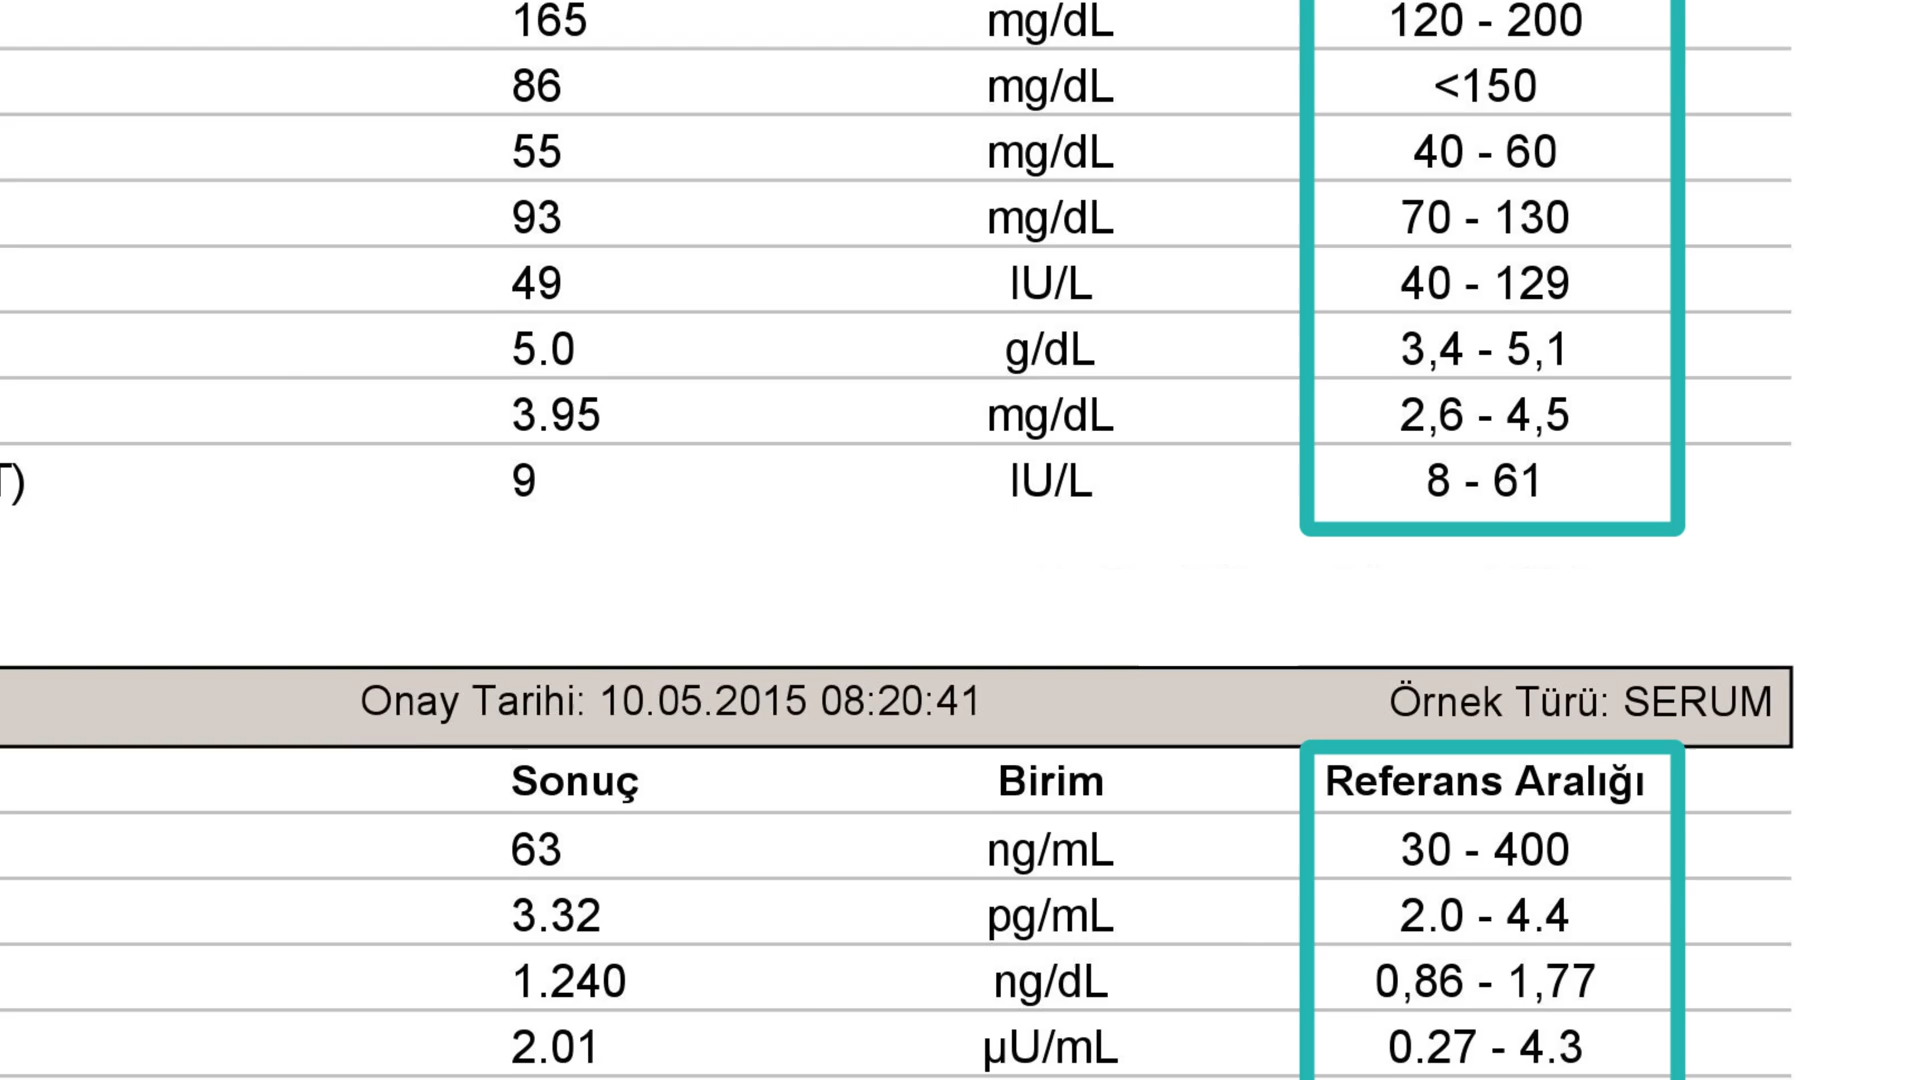 165 mg/dL 120 - 200
86 mg/dL <150
55 mg/dL 40 - 60
93 mg/dL 70 - 130
49 IU/L 40 - 129
5.0 g/dL 3,4 - 5,1
3.95 mg/dL 2,6 - 4,5
T) 9 IU/L 8 - 61
Onay Tarihi: 10.05.2015 08:20:41 Örnek Türü: SERUM
Sonuç Birim Referans Aralığı
63 ng/mL 30 - 400
3.32 pg/mL 2.0 - 4.4
1.240 ng/dL 0,86 - 1,77
2.01 µU/mL 0.27 - 4.3